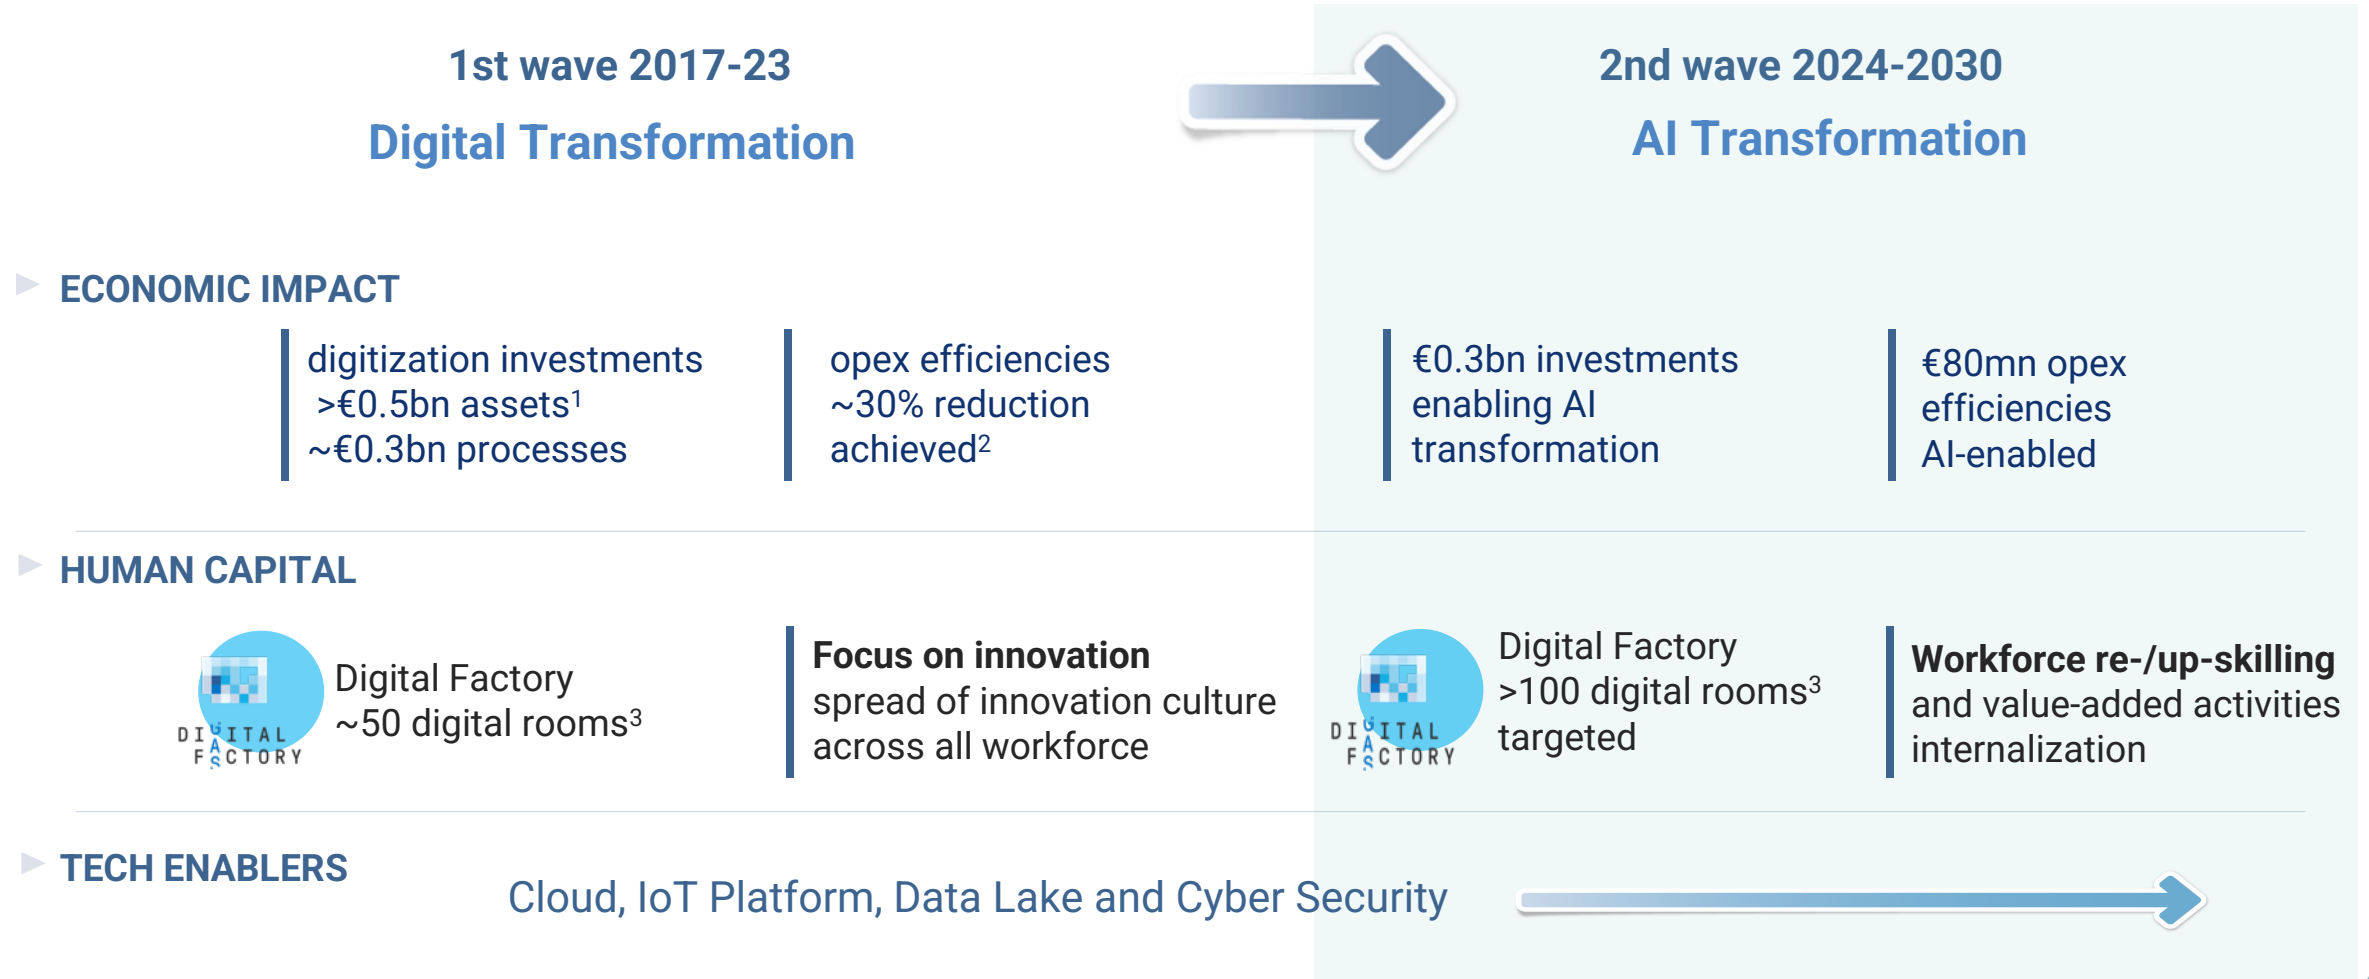 1st wave 2017-23
Digital Transformation
2nd wave 2024-2030
AI Transformation
ECONOMIC IMPACT
digitization investments
>€0.5bn assets¹
~€0.3bn processes
opex efficiencies
~30% reduction
achieved²
€0.3bn investments
enabling AI
transformation
€80mn opex
efficiencies
AI-enabled
HUMAN CAPITAL
DIGITAL
FACTORY
GAS
Digital Factory
~50 digital rooms³
Focus on innovation
spread of innovation culture
across all workforce
DIGITAL
FACTORY
GAS
Digital Factory
>100 digital rooms³
targeted
Workforce re-/up-skilling
and value-added activities
internalization
TECH ENABLERS
Cloud, IoT Platform, Data Lake and Cyber Security